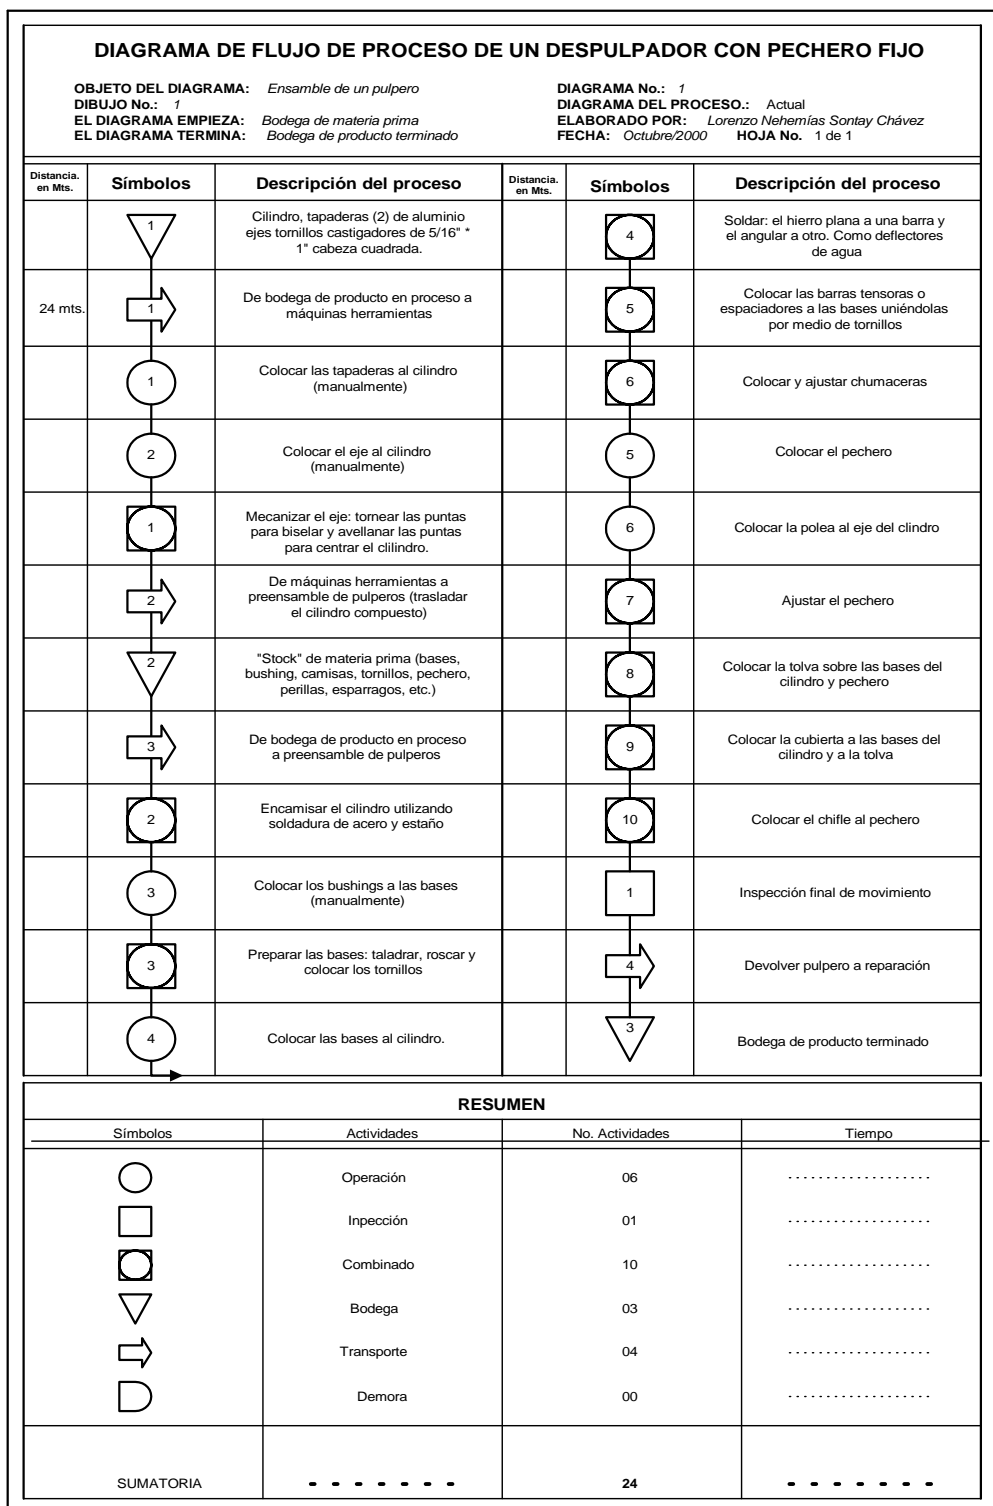 DIAGRAMA DE FLUJO DE PROCESO DE UN DESPULPADOR CON PECHERO FIJO
OBJETO DEL DIAGRAMA: Ensamble de un pulpero
DIBUJO No.: 1
EL DIAGRAMA EMPIEZA: Bodega de materia prima
EL DIAGRAMA TERMINA: Bodega de producto terminado
DIAGRAMA No.: 1
DIAGRAMA DEL PROCESO.: Actual
ELABORADO POR: Lorenzo Nehemías Sontay Chávez
FECHA: Octubre/2000 HOJA No. 1 de 1
Distancia.
en Mts.
Símbolos
Descripción del proceso
1
Cilindro, tapaderas (2) de aluminio
ejes tornillos castigadores de 5/16" *
1" cabeza cuadrada.
24 mts.
1
De bodega de producto en proceso a
máquinas herramientas
1
Colocar las tapaderas al cilindro
(manualmente)
2
Colocar el eje al cilindro
(manualmente)
1
Mecanizar el eje: tornear las puntas
para biselar y avellanar las puntas
para centrar el clilindro.
2
De máquinas herramientas a
preensamble de pulperos (trasladar
el cilindro compuesto)
2
"Stock" de materia prima (bases,
bushing, camisas, tornillos, pechero,
perillas, esparragos, etc.)
3
De bodega de producto en proceso
a preensamble de pulperos
2
Encamisar el cilindro utilizando
soldadura de acero y estaño
3
Colocar los bushings a las bases
(manualmente)
3
Preparar las bases: taladrar, roscar y
colocar los tornillos
4
Colocar las bases al cilindro.
Distancia.
en Mts.
Símbolos
Descripción del proceso
4
Soldar: el hierro plana a una barra y
el angular a otro. Como deflectores
de agua
5
Colocar las barras tensoras o
espaciadores a las bases uniéndolas
por medio de tornillos
6
Colocar y ajustar chumaceras
5
Colocar el pechero
6
Colocar la polea al eje del clindro
7
Ajustar el pechero
8
Colocar la tolva sobre las bases del
cilindro y pechero
9
Colocar la cubierta a las bases del
cilindro y a la tolva
10
Colocar el chifle al pechero
1
Inspección final de movimiento
4
Devolver pulpero a reparación
3
Bodega de producto terminado
RESUMEN
Símbolos Actividades No. Actividades Tiempo
Operación 06
Inpección 01
Combinado 10
Bodega 03
Transporte 04
Demora 00
SUMATORIA 24